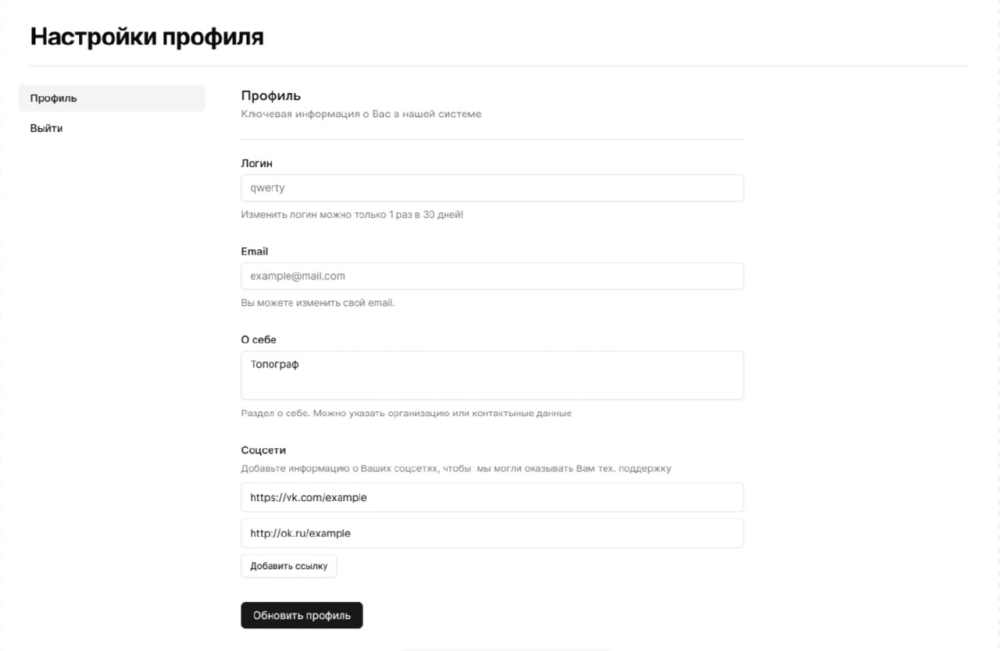 Настройки профиля
Профиль
Выйти
Профиль
Ключевая информация о Вас в нашей системе
Логин
qwerty
Изменить логин можно только 1 раз в 30 дней!
Email
example@mail.com
Вы можете изменить свой email.
О себе
Топограф
Раздел о себе. Можно указать организацию или контактыные данные
Соцсети
Добавьте информацию о Ваших соцсетях, чтобы  мы могли оказывать Вам тех. поддержку
https://vk.com/example
http://ok.ru/example
Добавить ссылку
Обновить профиль